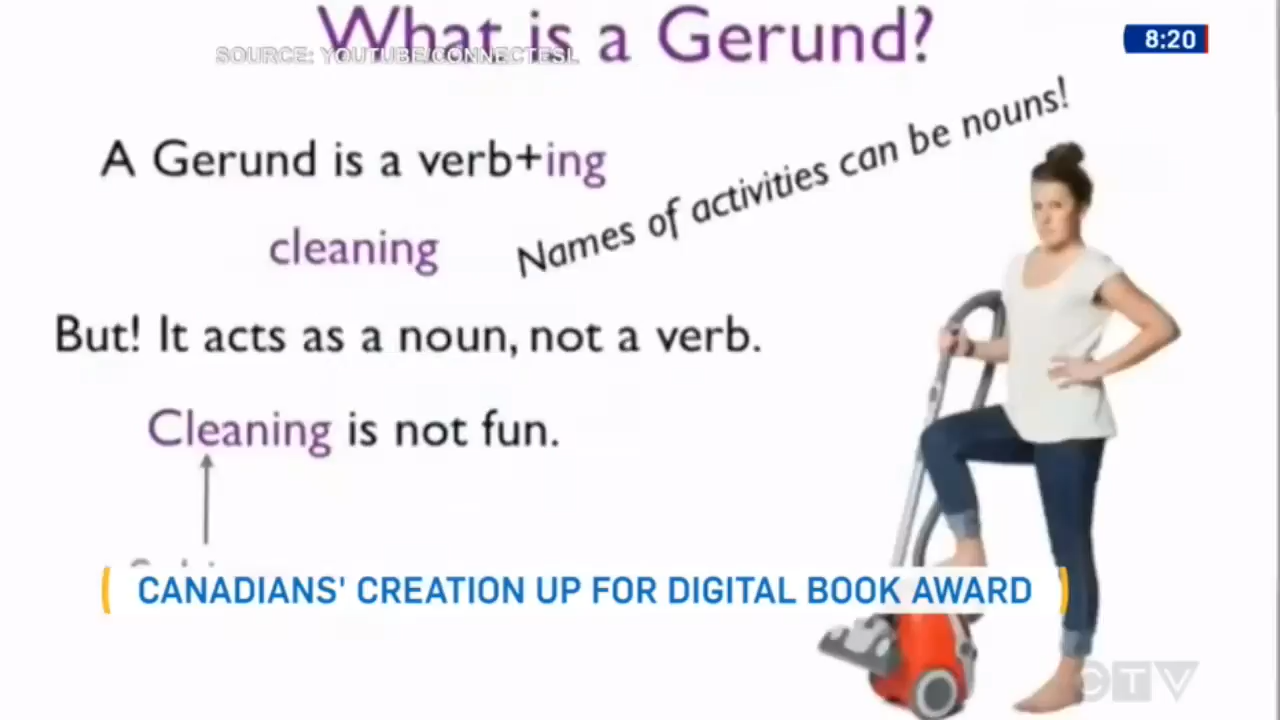 What is a Gerund?
SOURCE: YOUTUBE/CONNECTESL
8:20
A Gerund is a verb+ing
Names of activities can be nouns!
cleaning
But! It acts as a noun, not a verb.
Cleaning is not fun.
CANADIANS' CREATION UP FOR DIGITAL BOOK AWARD
CTV